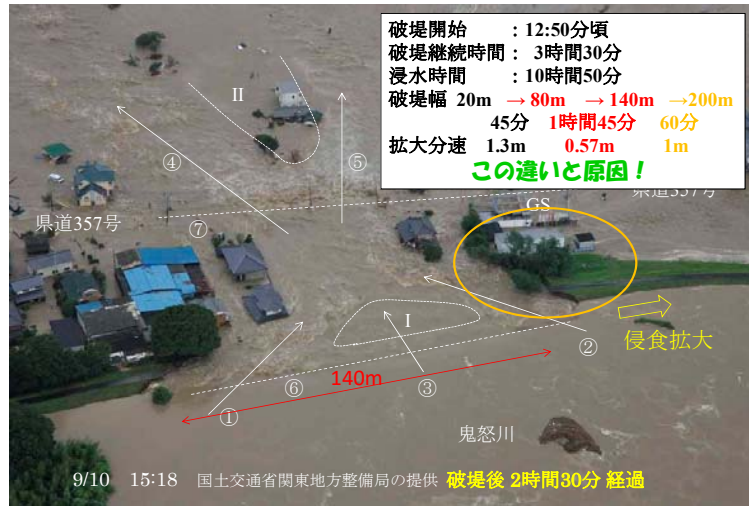 破堤開始　　：12:50分頃
破堤継続時間： 3時間30分
浸水時間　　：10時間50分
破堤幅 20m →80m →140m →200m
45分 1時間45分 60分
拡大分速 1.3m 0.57m 1m
この違いと原因！
II
④
⑤
県道357号
県道357号
GS
⑦
I
侵食拡大
②
140m
⑥
③
①
鬼怒川
9/10 15:18 国土交通省関東地方整備局の提供 破堤後 2時間30分 経過